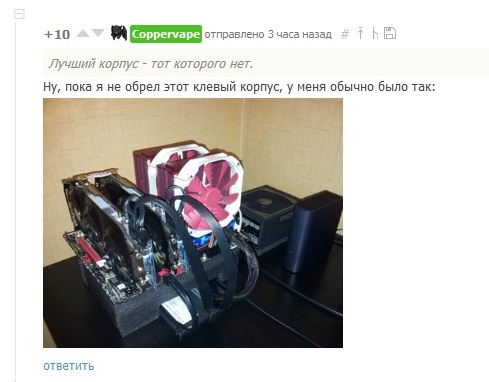 +10 Coppervape отправлено 3 часа назад #
Лучший корпус - тот которого нет.
Ну, пока я не обрел этот клевый корпус, у меня обычно было так:
ответить